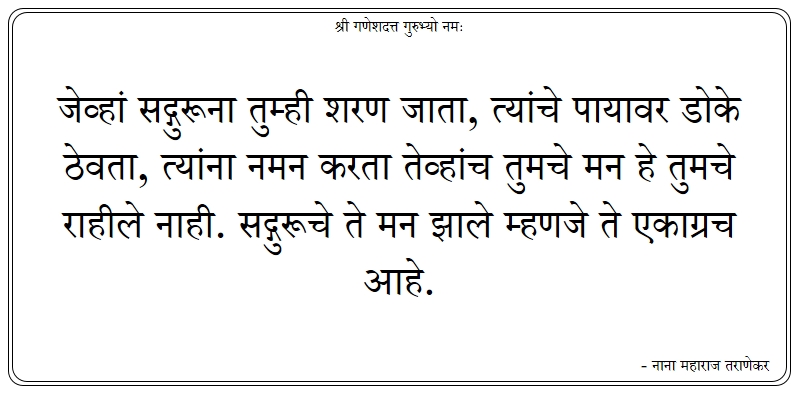 श्री गणेशदत्त गुरुभ्यो नमः
जेव्हां सद्गुरूना तुम्ही शरण जाता, त्यांचे पायावर डोके
ठेवता, त्यांना नमन करता तेव्हांच तुमचे मन हे तुमचे
राहीले नाही. सद्गुरूचे ते मन झाले म्हणजे ते एकाग्रच
आहे.
- नाना महाराज तराणेकर